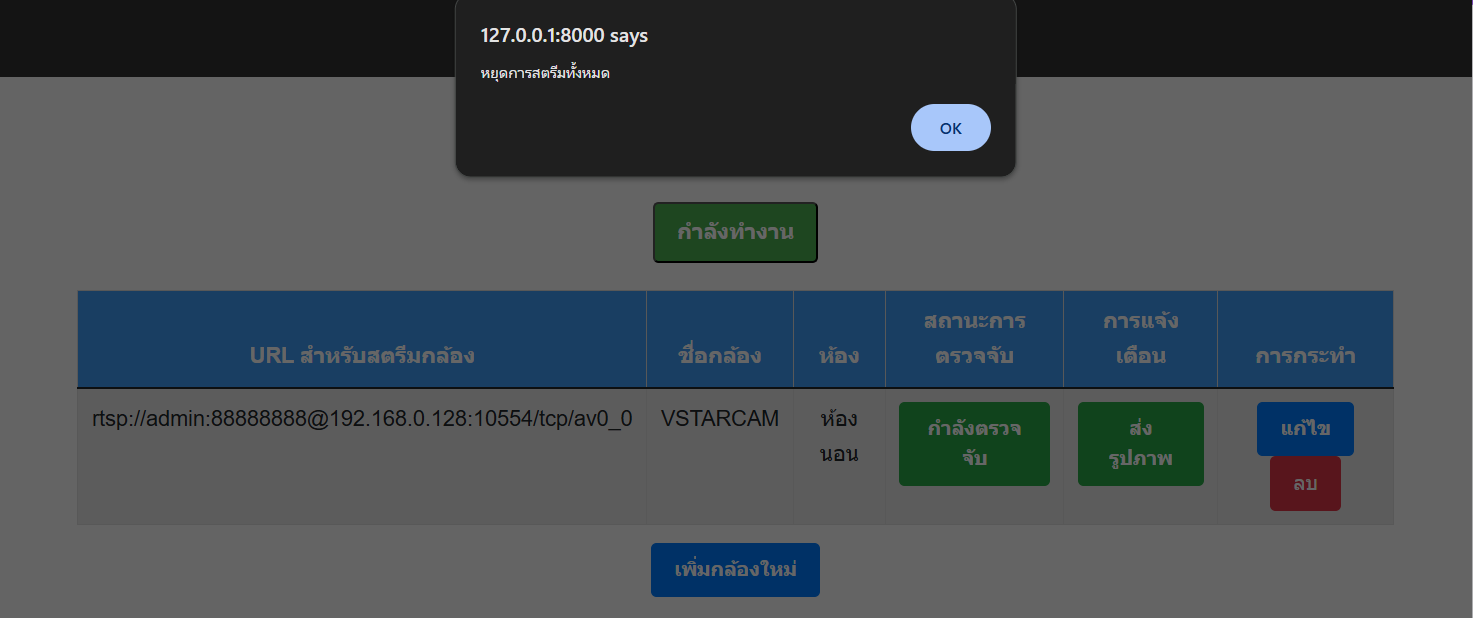 127.0.0.1:8000 says
หยุดการสตรีมทั้งหมด
OK
กำลังทำงาน
URL สำหรับสตรีมกล้อง
ชื่อกล้อง
ห้อง
สถานะการ
ตรวจจับ
การแจ้ง
เตือน
การกระทำ
rtsp://admin:88888888@192.168.0.128:10554/tcp/av0_0
VSTARCAM
ห้อง
นอน
กำลังตรวจ
จับ
ส่ง
รูปภาพ
แก้ไข
ลบ
เพิ่มกล้องใหม่